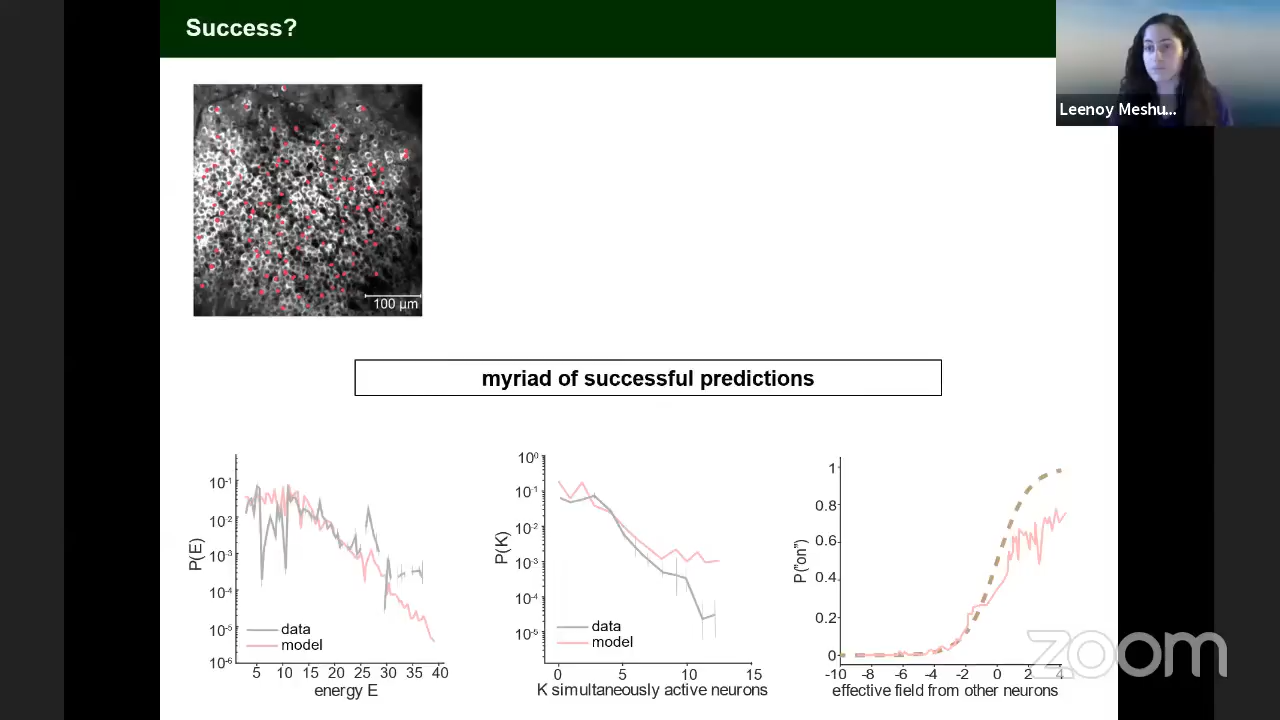 Success?
Leenoy Meshu...
100 µm
myriad of successful predictions
P(E)
10-1
10-2
10-3
10-4
10-5
10-6
data
model
5 10 15 20 25 30 35 40
energy E
P(K)
100
10-1
10-2
10-3
10-4
10-5
data
model
0 5 10 15
K simultaneously active neurons
P("on")
1
0.8
0.6
0.4
0.2
0
-10 -8 -6 -4 -2 0 2 4
effective field from other neurons
zoom